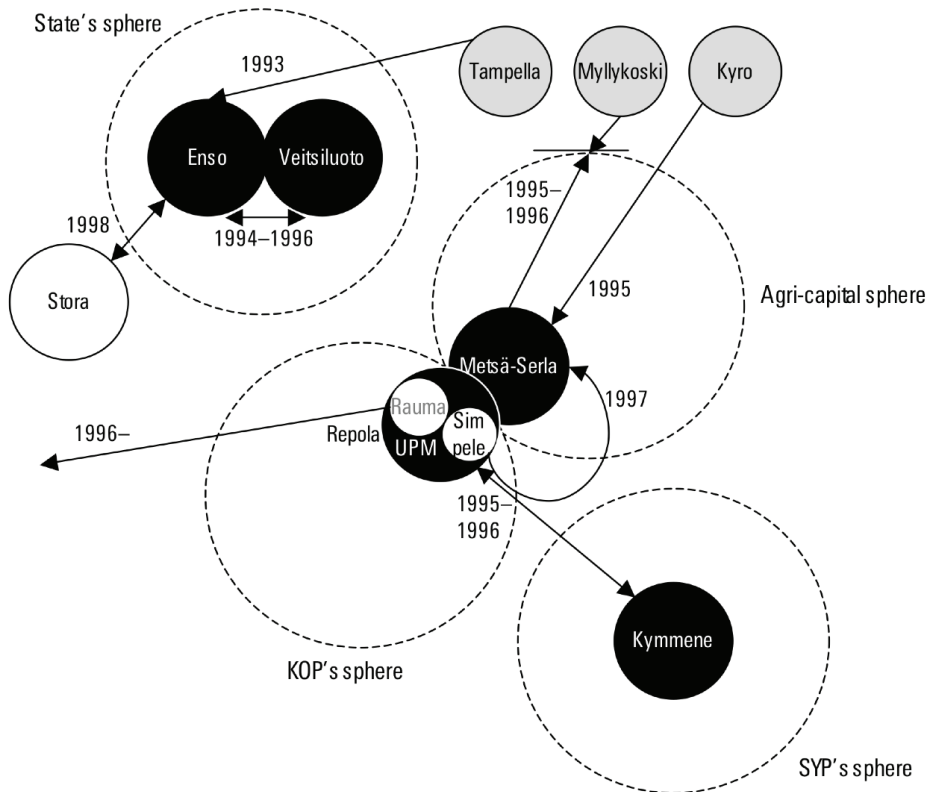 State's sphere
1993
Tampella
Myllykoski
Kyro
Enso
Veitsiluoto
1995–
1996
1998
1994–1996
Stora
1995
Agri-capital sphere
Metsä-Serla
Rauma
1997
Sim
pele
Repola
UPM
1996–
1995–
1996
Kymmene
KOP's sphere
SYP's sphere